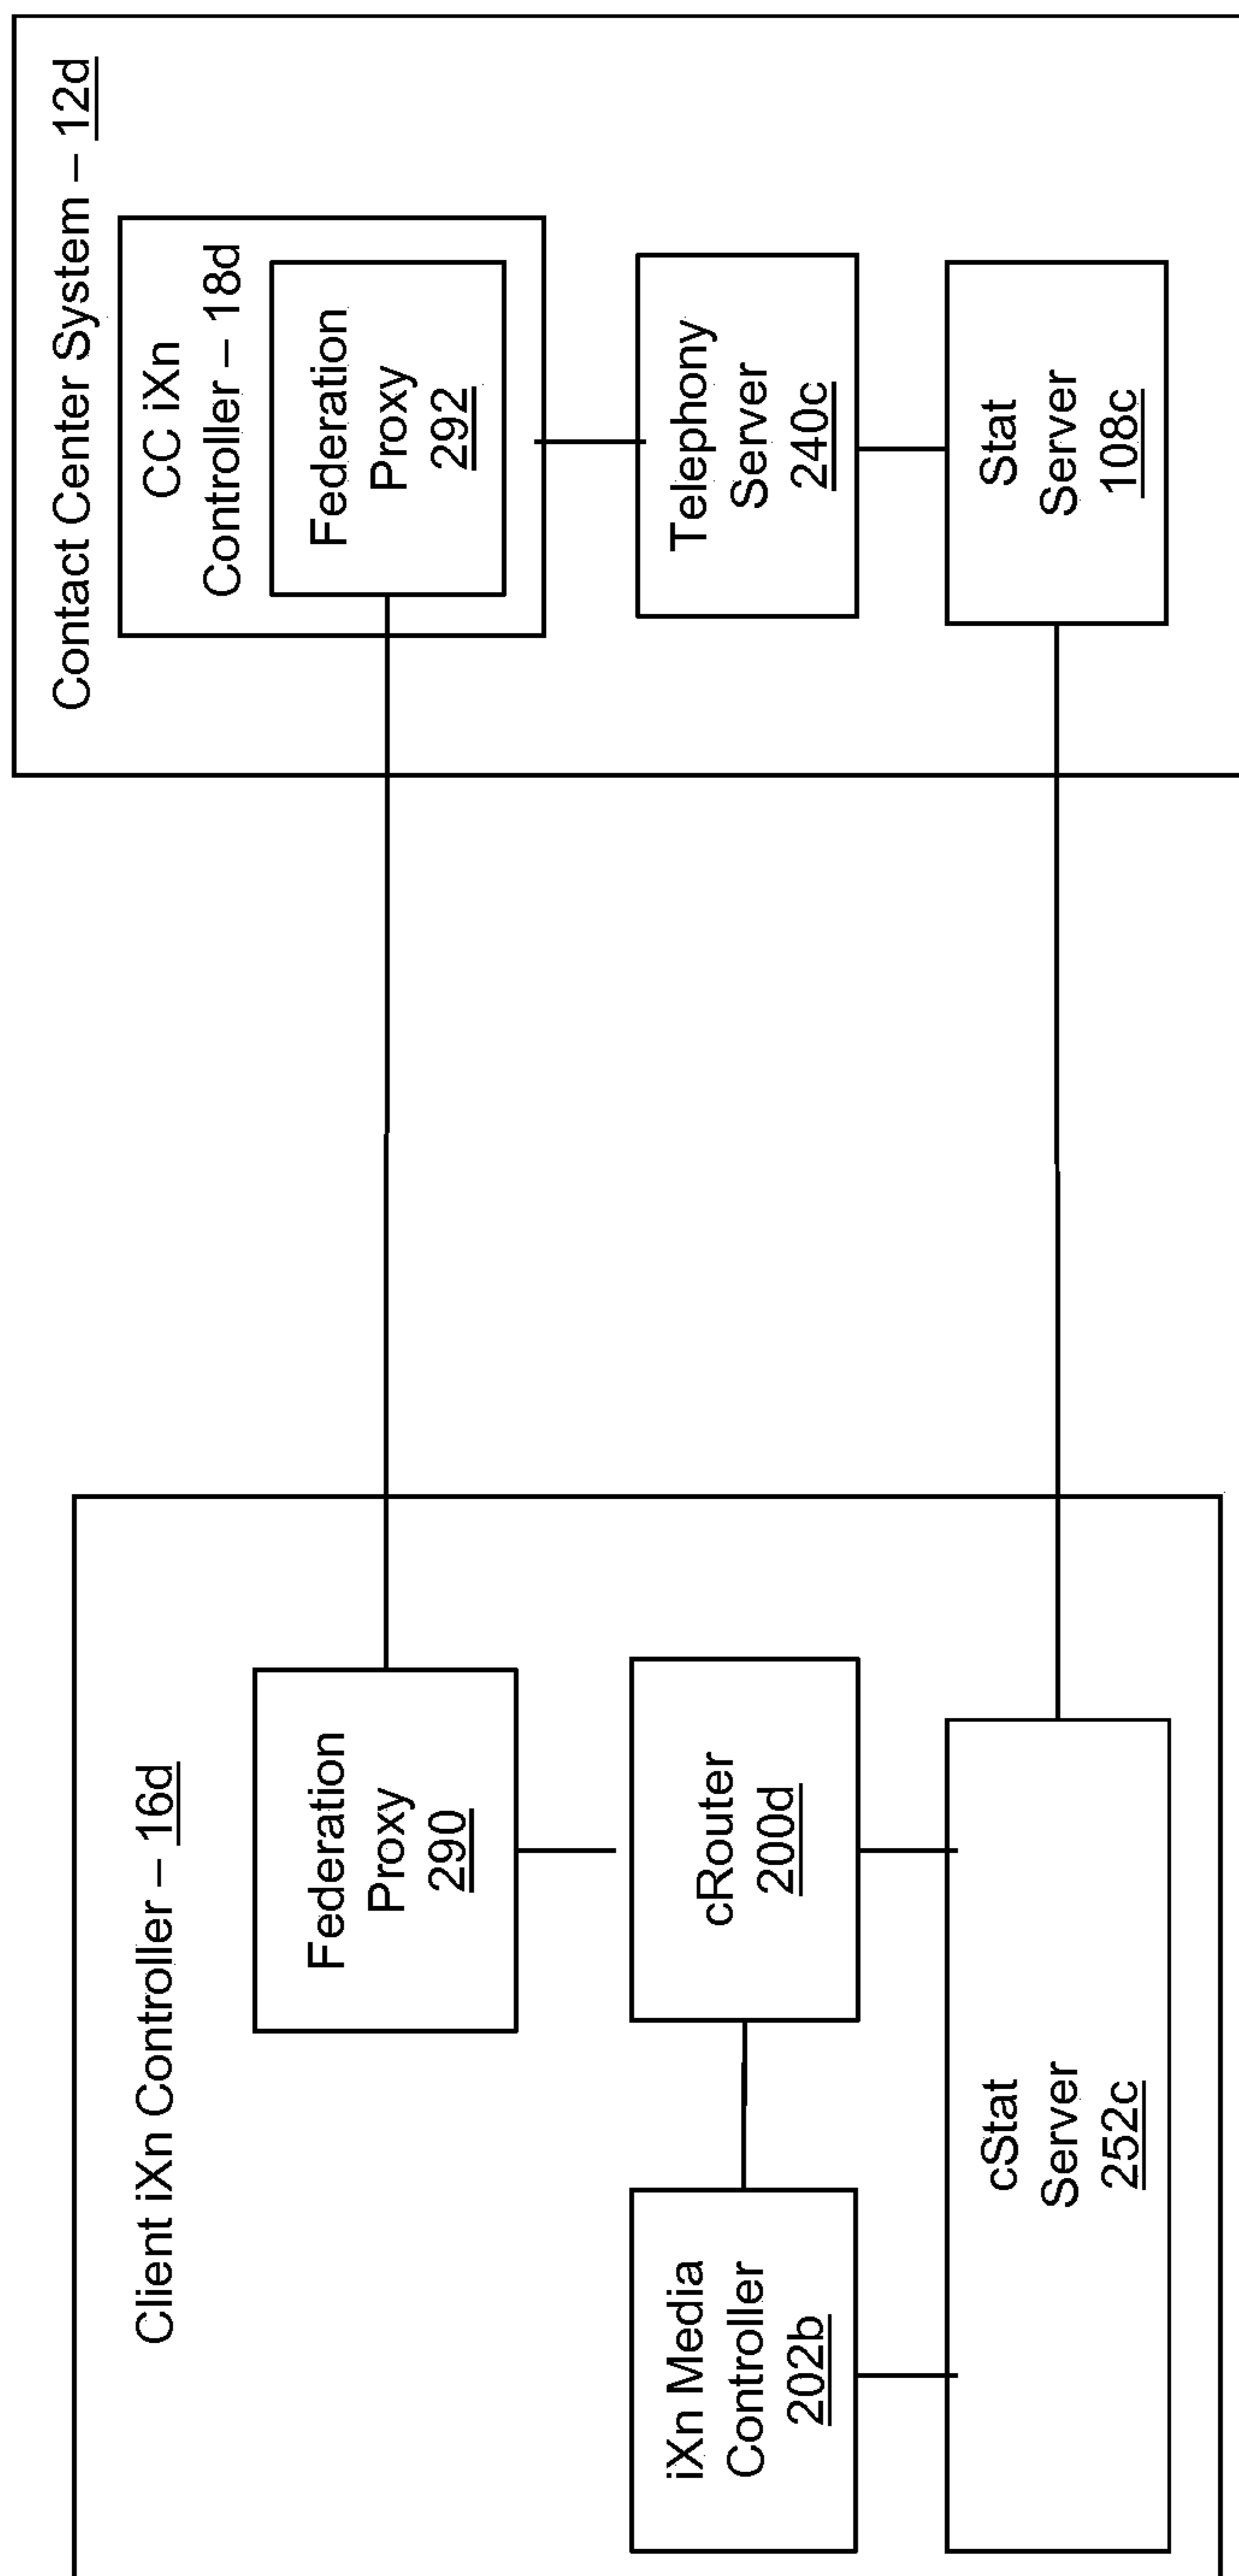 Client iXn Controller – 16d
Federation
Proxy
290
iXn Media
Controller
202b
cRouter
200d
cStat
Server
252c
Contact Center System – 12d
CC iXn
Controller – 18d
Federation
Proxy
292
Telephony
Server
240c
Stat
Server
108c